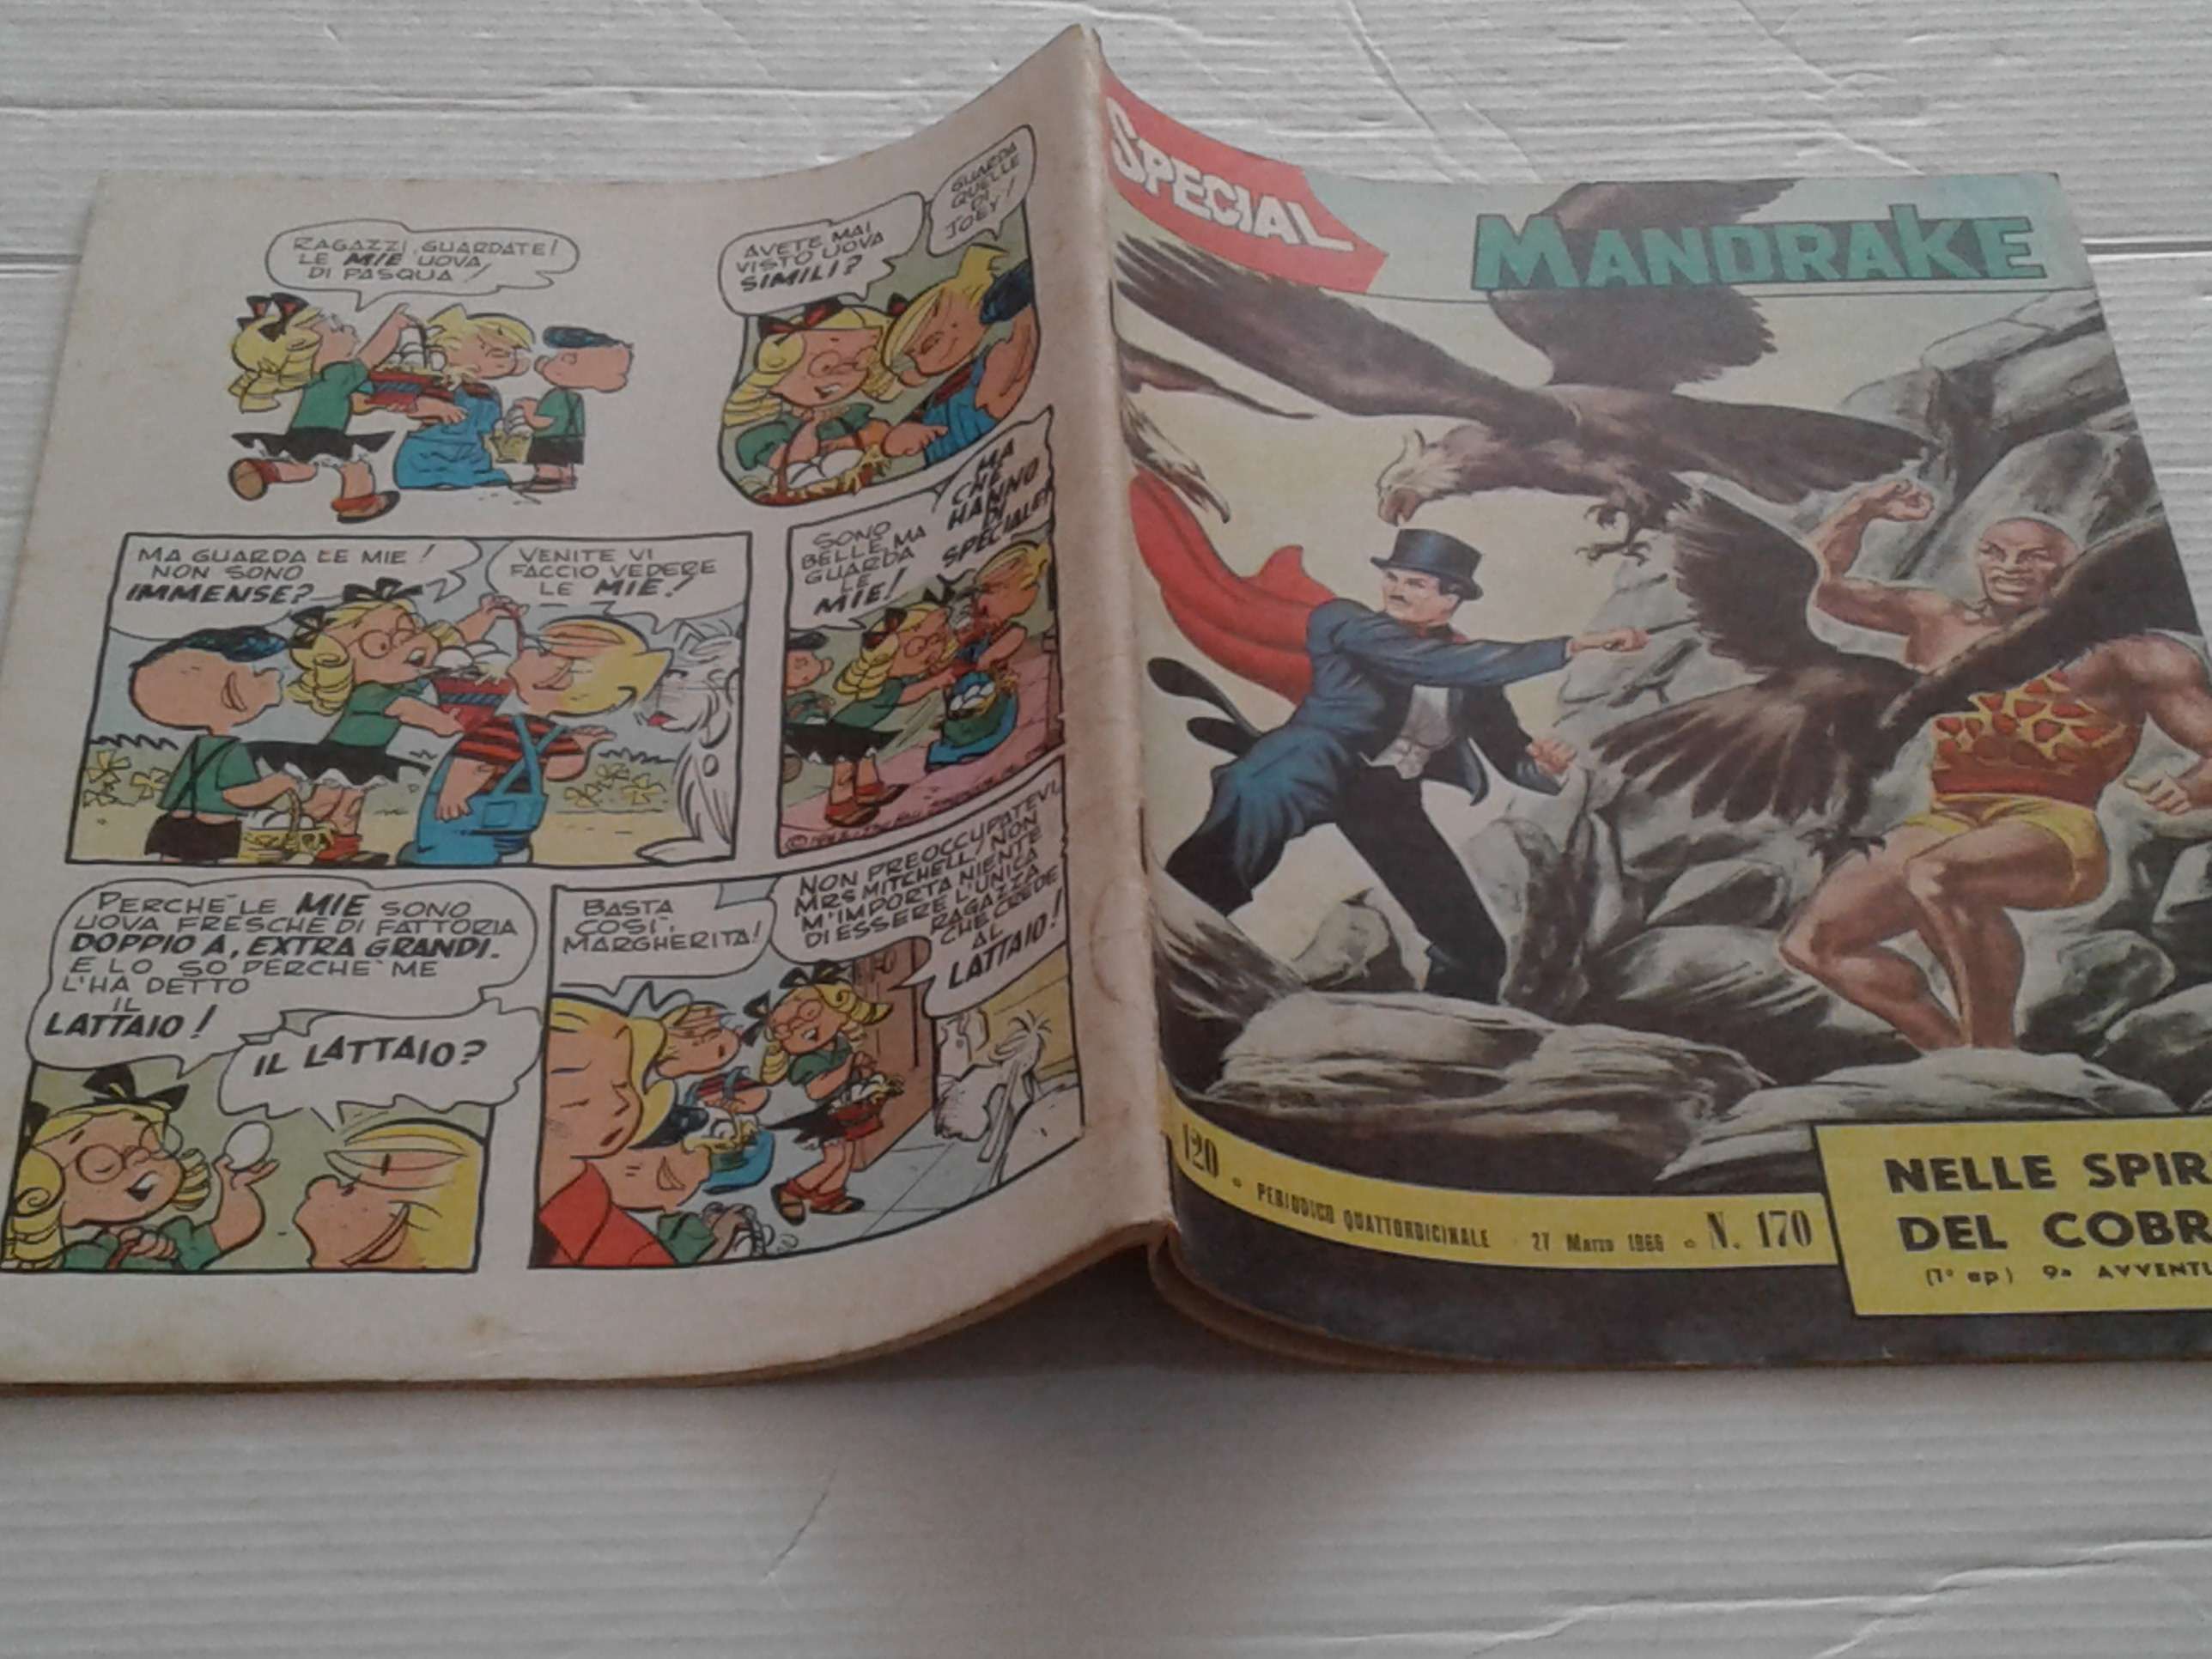 RAGAZZI, GUARDATE!
LE MIE UOVA
DI PASQUA!
AVETE MAI
VISTO UOVA
SIMILI?
GUARDA
QUELLE
DI
JOEY!
MA GUARDA LE MIE!
NON SONO
IMMENSE?
VENITE VI
FACCIO VEDERE
LE MIE!
SONO
BELLE, MA
GUARDA
LE
MIE!
MA
CHE
HANNO
DI
SPECIALE?
PERCHE' LE MIE SONO
UOVA FRESCHE DI FATTORIA
DOPPIO A, EXTRA GRANDI.
E LO SO PERCHE' ME
L'HA DETTO
IL
LATTAIO!
IL LATTAIO?
BASTA
COSI',
MARGHERITA!
NON PREOCCUPATEVI,
MRS MITCHELL! NON
M'IMPORTA NIENTE
DI ESSERE L'UNICA
RAGAZZA
CHE CREDE
AL
LATTAIO!
SPECIAL
MANDRAKE
120 • PERIODICO QUATTORDICINALE 27 Marzo 1966 • N. 170
NELLE SPIR
DEL COBR
(1° ep) 9a AVVENTU